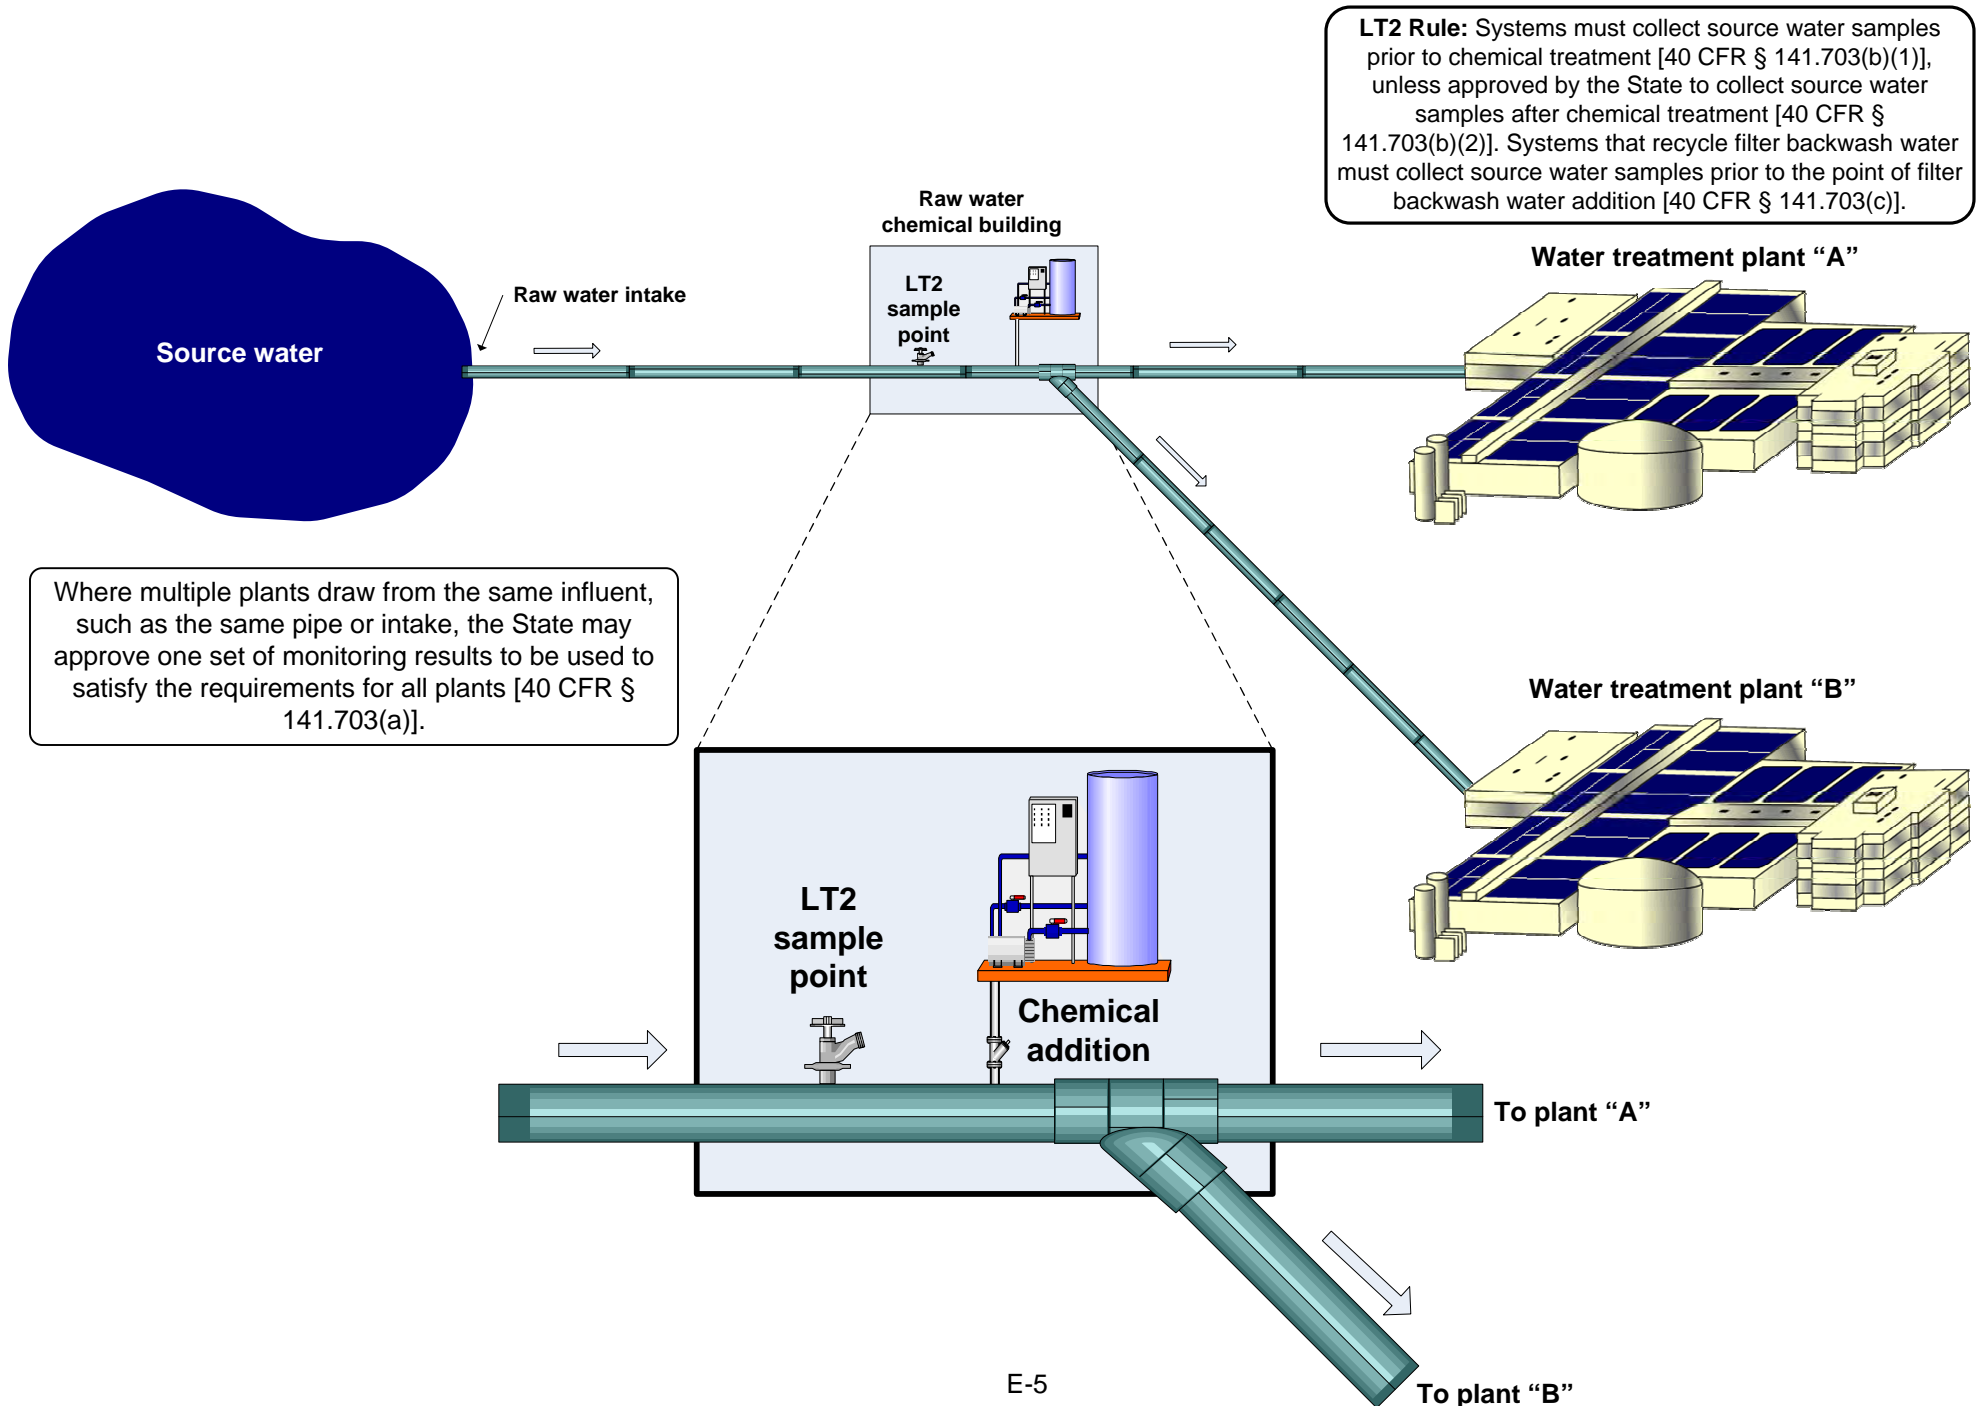 LT2 Rule: Systems must collect source water samples
prior to chemical treatment [40 CFR § 141.703(b)(1)],
unless approved by the State to collect source water
samples after chemical treatment [40 CFR §
141.703(b)(2)]. Systems that recycle filter backwash water
must collect source water samples prior to the point of filter
backwash water addition [40 CFR § 141.703(c)].
Raw water
chemical building
Water treatment plant “A”
LT2
sample
point
Raw water intake
Source water
Where multiple plants draw from the same influent,
such as the same pipe or intake, the State may
approve one set of monitoring results to be used to
satisfy the requirements for all plants [40 CFR §
141.703(a)].
Water treatment plant “B”
LT2
sample
point
Chemical
addition
To plant “A”
To plant “B”
E-5